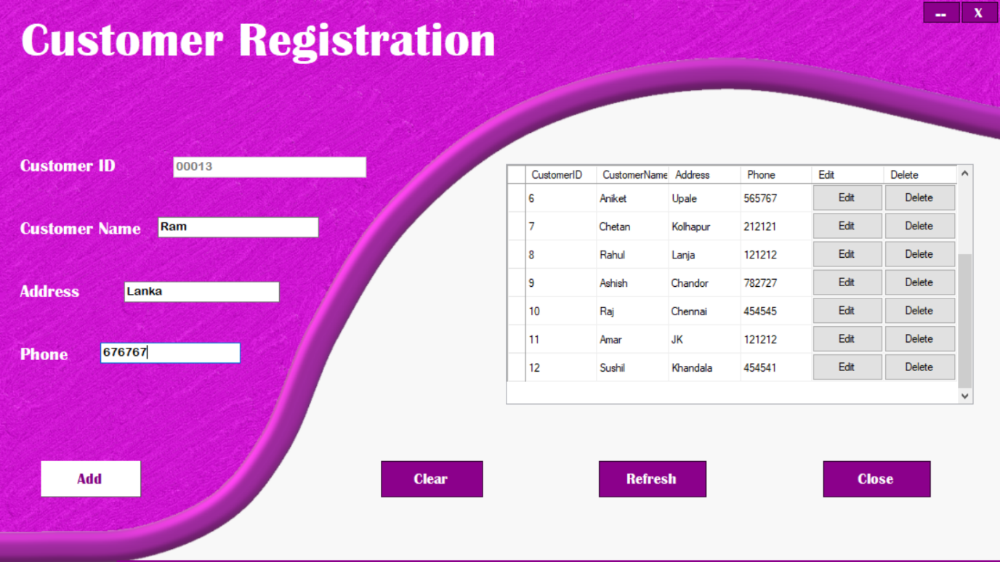 -- X
Customer Registration
Customer ID 00013
Customer Name Ram
Address Lanka
Phone 676767
CustomerID CustomerName Address Phone Edit Delete
6 Aniket Upale 565767 Edit Delete
7 Chetan Kolhapur 212121 Edit Delete
8 Rahul Lanja 121212 Edit Delete
9 Ashish Chandor 782727 Edit Delete
10 Raj Chennai 454545 Edit Delete
11 Amar JK 121212 Edit Delete
12 Sushil Khandala 454541 Edit Delete
Add Clear Refresh Close